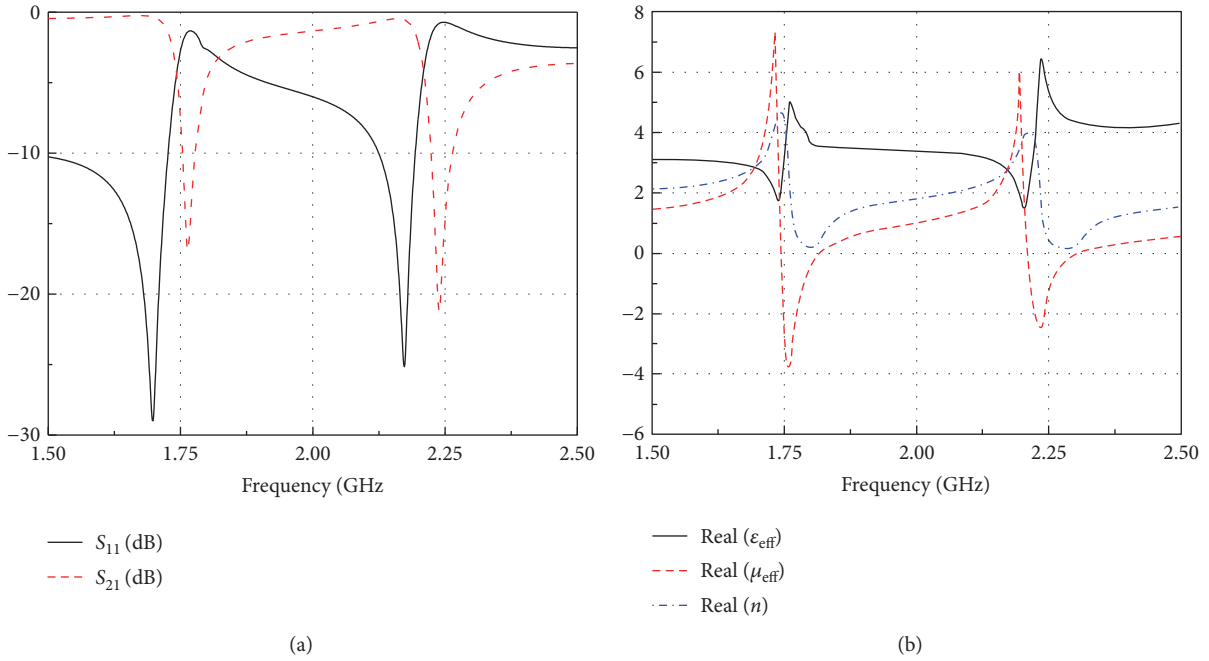 0
−10
−20
−30
1.50 1.75 2.00 2.25 2.50
Frequency (GHz
S11 (dB)
S21 (dB)
(a)
8
6
4
2
0
−2
−4
−6
1.50 1.75 2.00 2.25 2.50
Frequency (GHz)
Real (εeff)
Real (μeff)
Real (n)
(b)